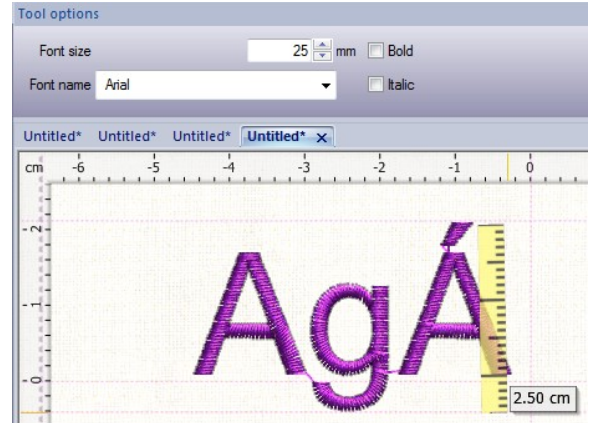 Tool options
Font size 25 mm Bold
Font name Arial Italic
Untitled* Untitled* Untitled* Untitled* x
cm -6 -5 -4 -3 -2 -1 0
-2
-1
-0
AgÁ
2.50 cm